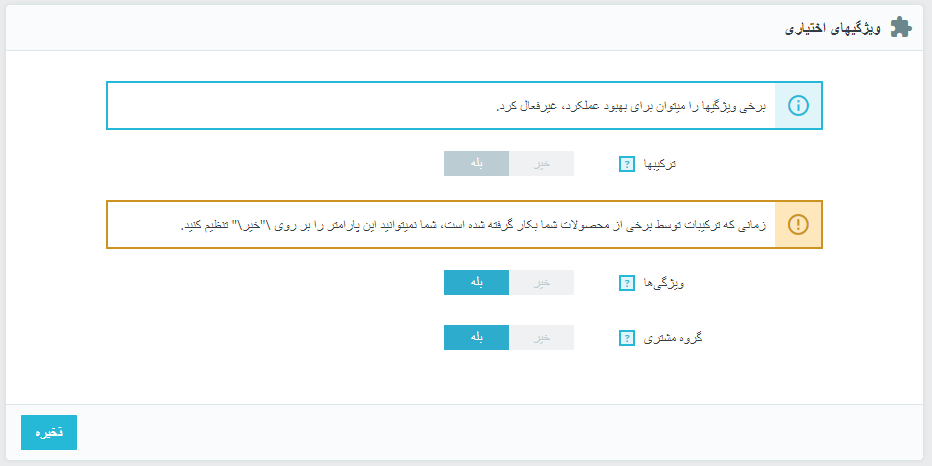 ویژگیهای اختیاری
برخی ویژگیها را میتوان برای بهبود عملکرد، غیرفعال کرد.
ترکیبها ? خیر بله
زمانی که ترکیبات توسط برخی از محصولات شما بکار گرفته شده است، شما نمیتوانید این پارامتر را بر روی \"خیر\" تنظیم کنید.
ویژگی‌ها ? خیر بله
گروه مشتری ? خیر بله
ذخیره